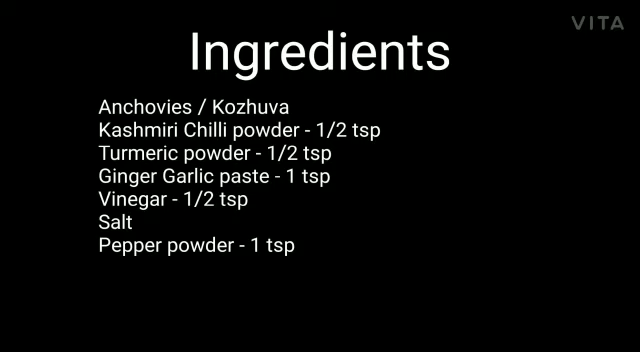 VITA
Ingredients
Anchovies / Kozhuva
Kashmiri Chilli powder - 1/2 tsp
Turmeric powder - 1/2 tsp
Ginger Garlic paste - 1 tsp
Vinegar - 1/2 tsp
Salt
Pepper powder - 1 tsp